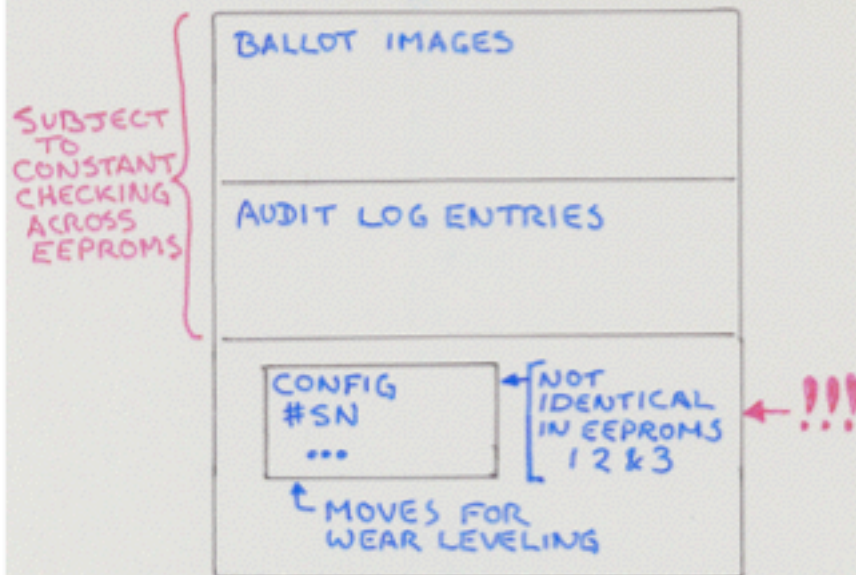 BALLOT IMAGES
SUBJECT
TO
CONSTANT
CHECKING
ACROSS
EEPROMS
AUDIT LOG ENTRIES
CONFIG
#SN
...
NOT
IDENTICAL
IN EEPROMS
1 2 & 3
!!!
MOVES FOR
WEAR LEVELING